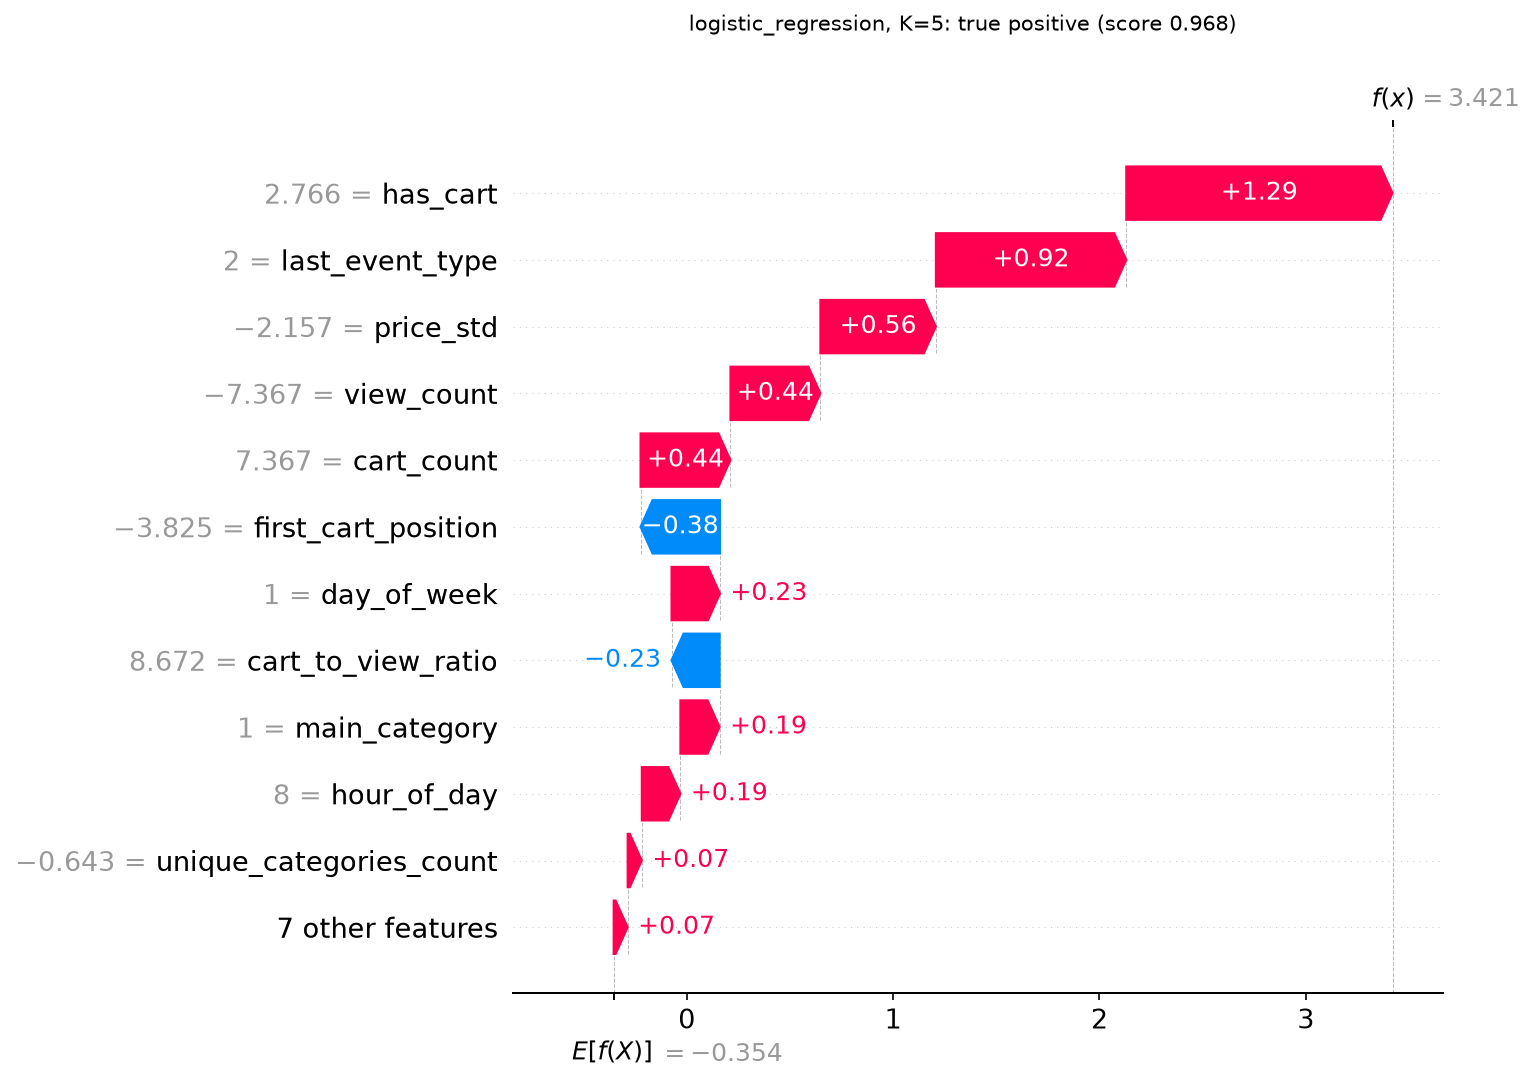 logistic_regression, K=5: true positive (score 0.968)
f(x) = 3.421
2.766 = has_cart +1.29
2 = last_event_type +0.92
−2.157 = price_std +0.56
−7.367 = view_count +0.44
7.367 = cart_count +0.44
−3.825 = first_cart_position −0.38
1 = day_of_week +0.23
8.672 = cart_to_view_ratio −0.23
1 = main_category +0.19
8 = hour_of_day +0.19
−0.643 = unique_categories_count +0.07
7 other features +0.07
0 1 2 3
E[f(X)] = −0.354